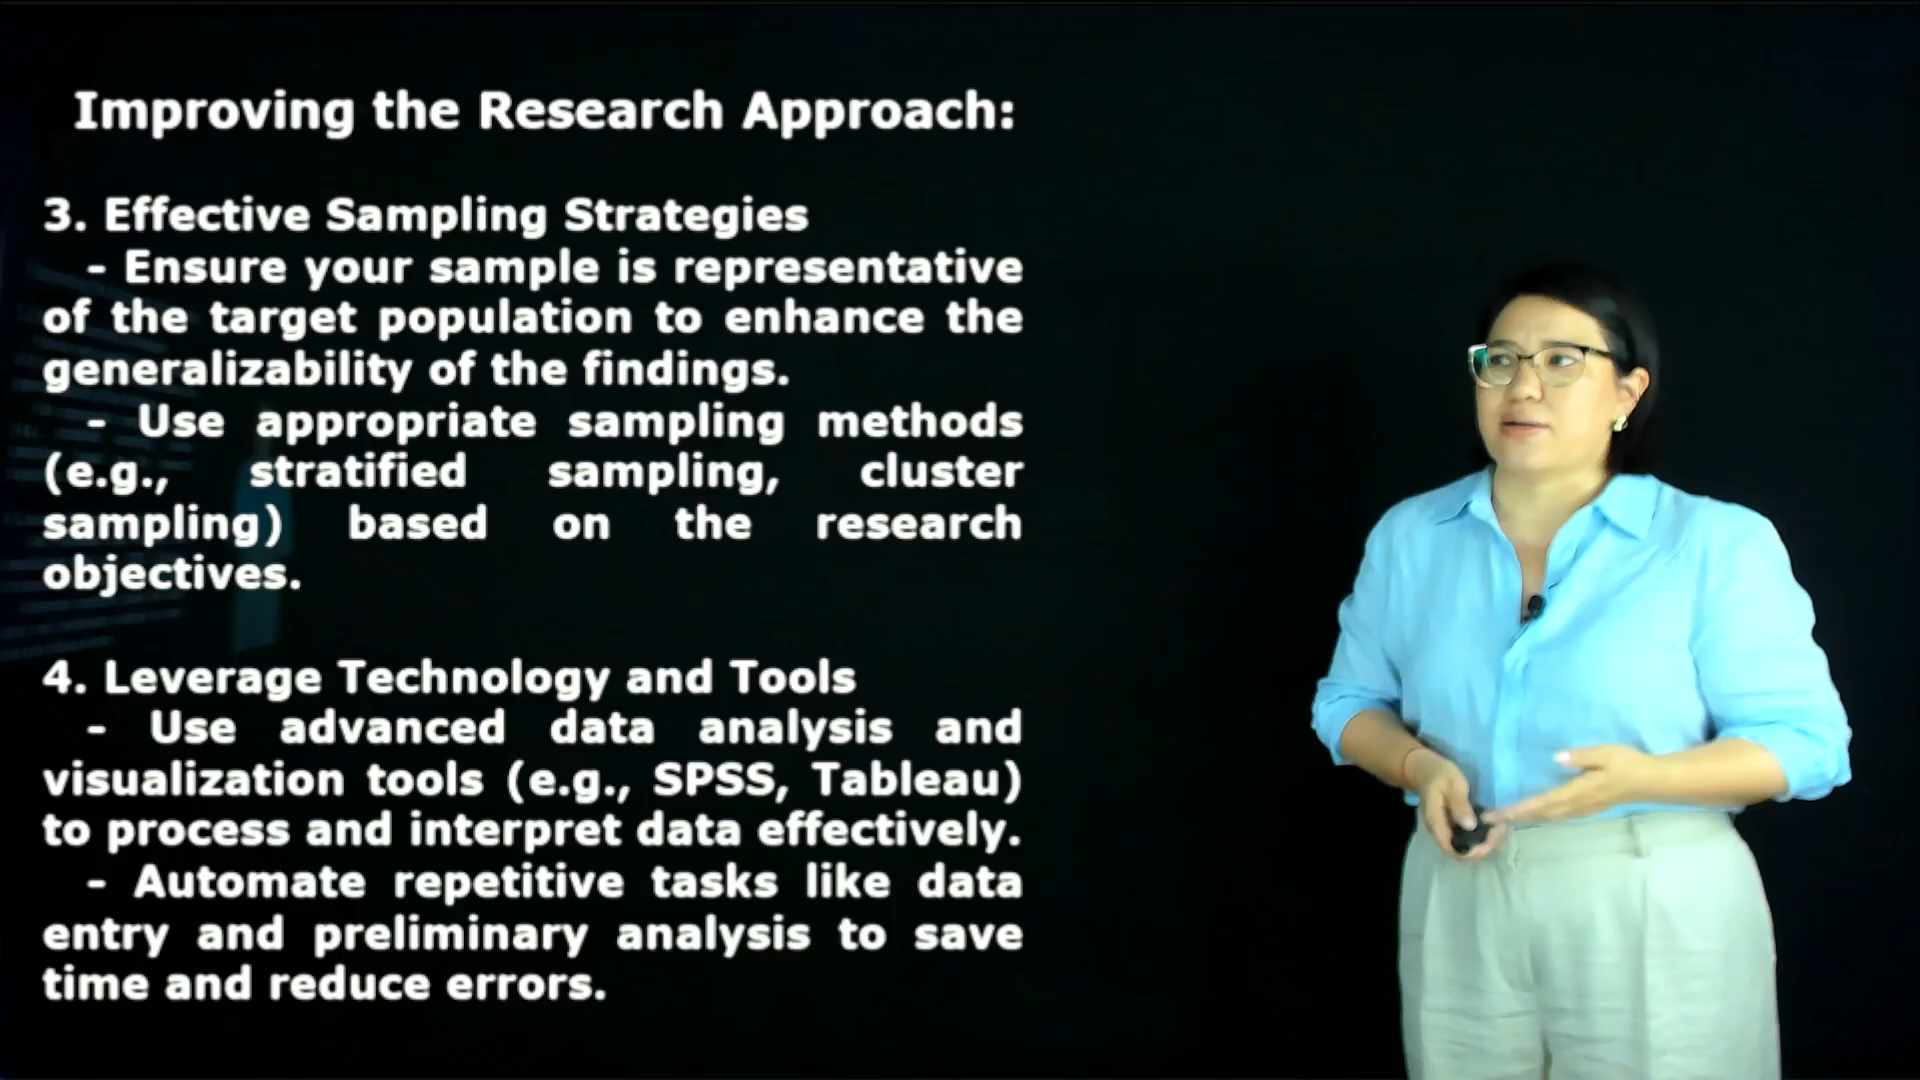 Improving the Research Approach:
3. Effective Sampling Strategies
- Ensure your sample is representative
of the target population to enhance the
generalizability of the findings.
- Use appropriate sampling methods
(e.g., stratified sampling, cluster
sampling) based on the research
objectives.
4. Leverage Technology and Tools
- Use advanced data analysis and
visualization tools (e.g., SPSS, Tableau)
to process and interpret data effectively.
- Automate repetitive tasks like data
entry and preliminary analysis to save
time and reduce errors.